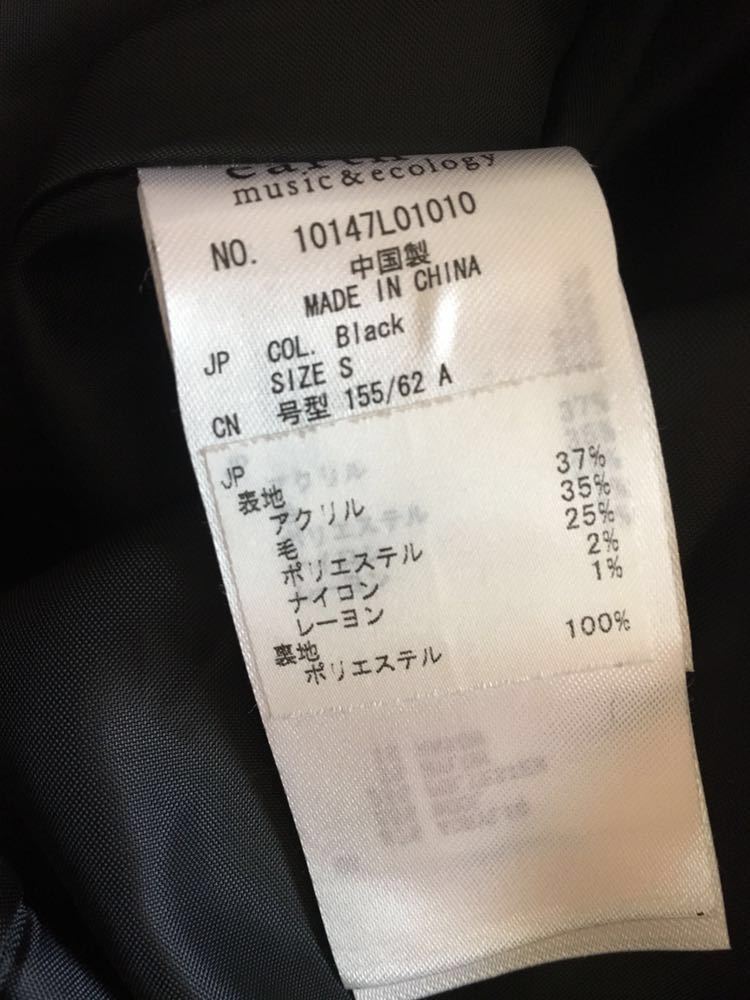 earth
music & ecology
NO. 10147L01010
中国製
MADE IN CHINA
JP COL. Black
SIZE S
CN 号型 155/62 A
JP
表地
アクリル 37%
毛 35%
ポリエステル 25%
ナイロン 2%
レーヨン 1%
裏地
ポリエステル 100%